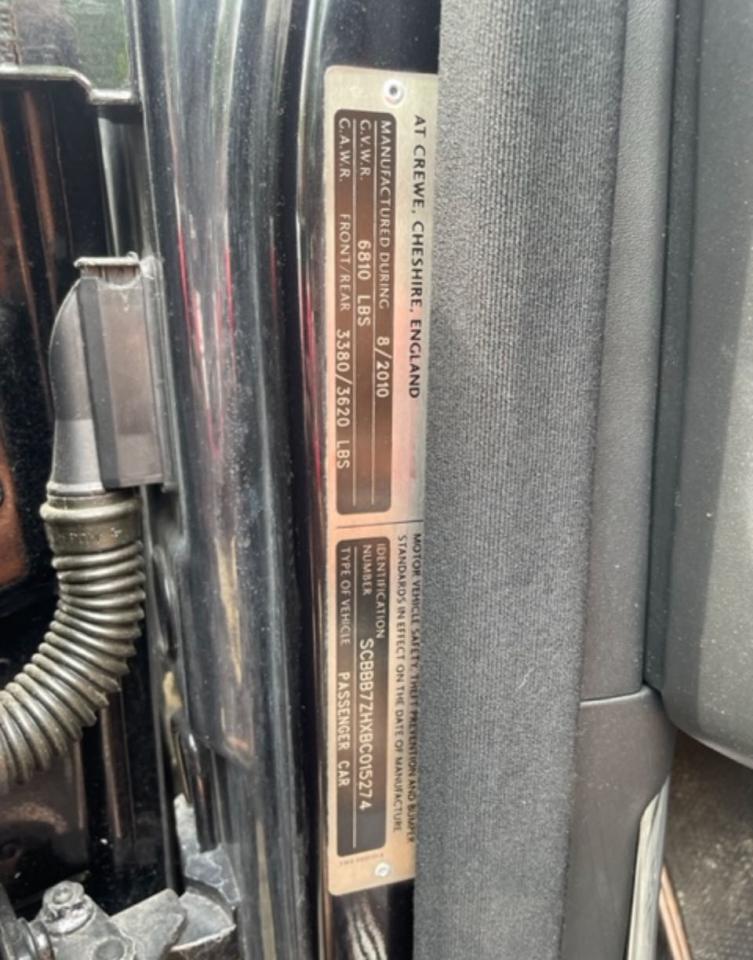 AT CREWE, CHESHIRE, ENGLAND
MANUFACTURED DURING 8/2010
G.V.W.R. 6810 LBS
G.A.W.R. FRONT/REAR 3380/3620 LBS
MOTOR VEHICLE SAFETY, THEFT PREVENTION AND BUMPER
STANDARDS IN EFFECT ON THE DATE OF MANUFACTURE
IDENTIFICATION
NUMBER SCBBB7ZHXBC015274
TYPE OF VEHICLE PASSENGER CAR